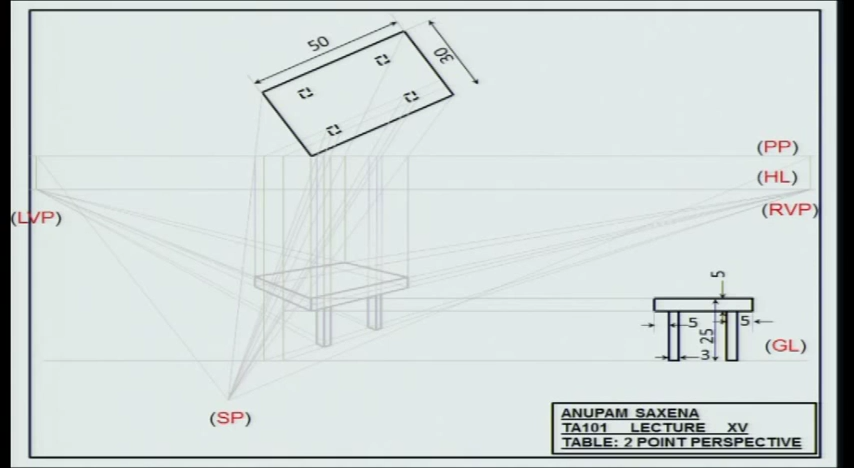 50
30
(PP)
(HL)
(LVP)
(RVP)
5
5
5
25
3
(GL)
(SP)
ANUPAM SAXENA
TA101 LECTURE XV
TABLE: 2 POINT PERSPECTIVE